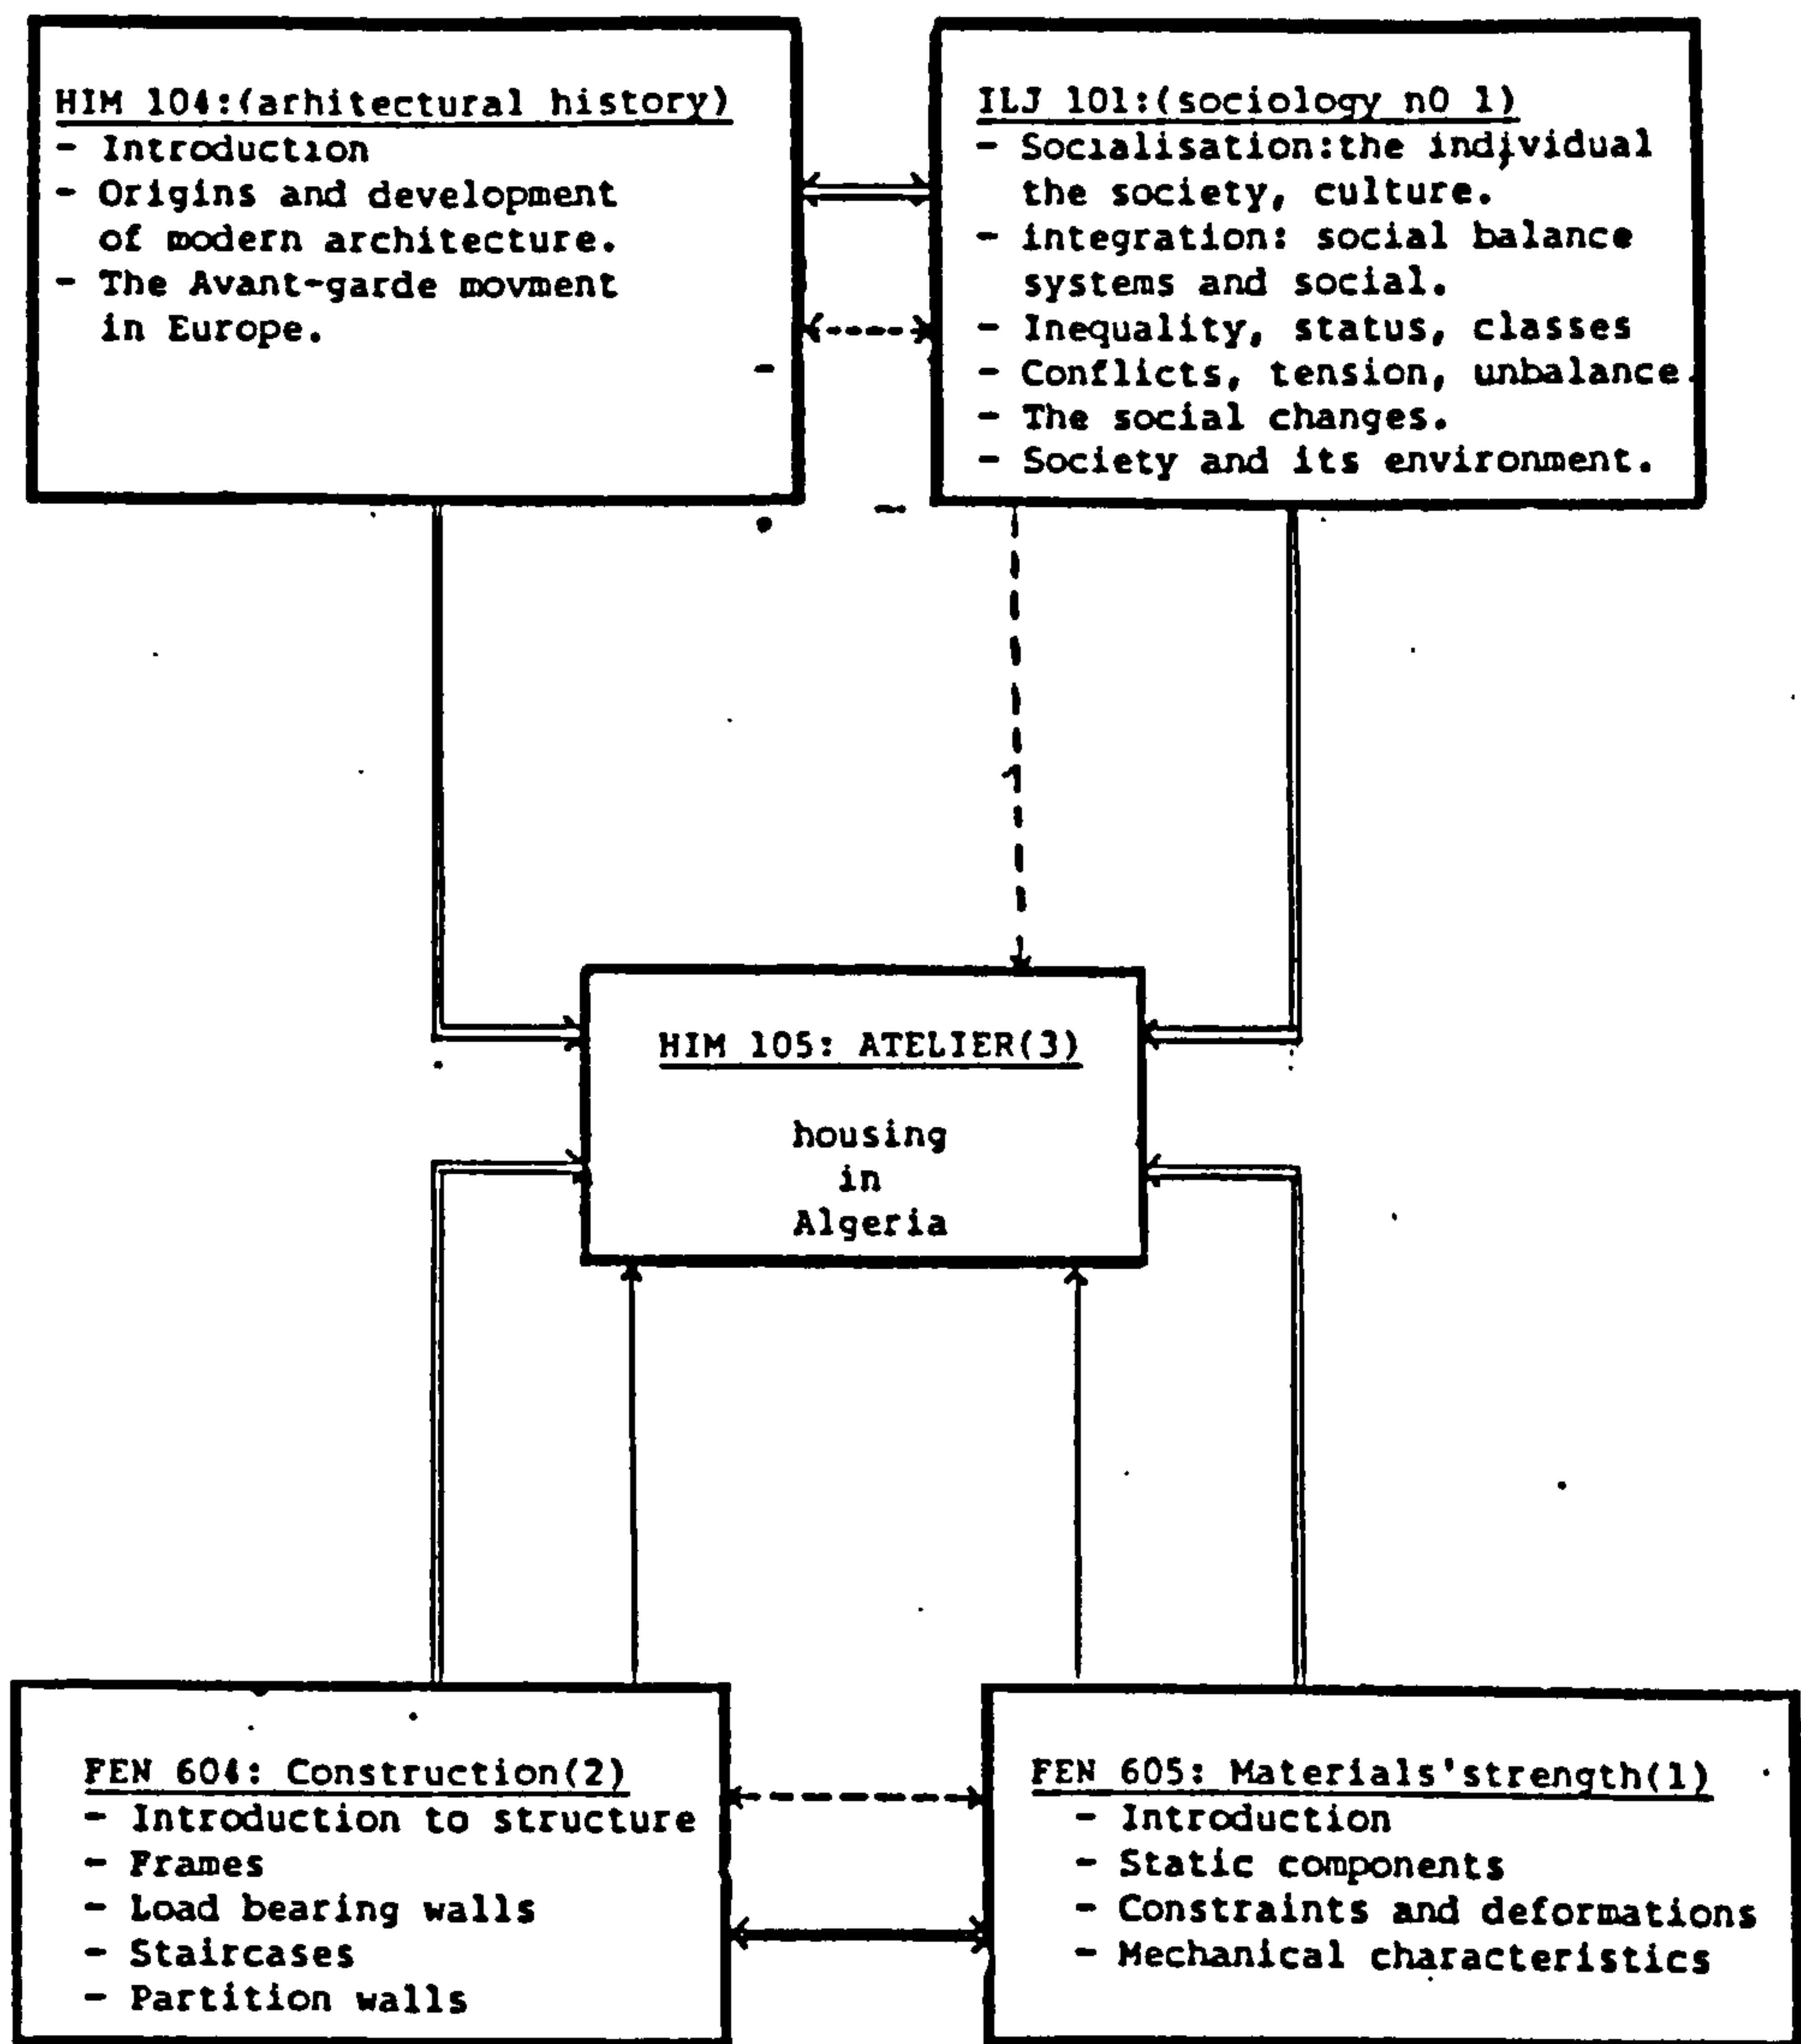 HIM 104:(arhitectural history)
- Introduction
- Origins and development
of modern architecture.
- The Avant-garde movment
in Europe.
ILJ 101:(sociology n0 1)
- Socialisation:the individual
the society, culture.
- integration: social balance
systems and social.
- Inequality, status, classes
- Conflicts, tension, unbalance.
- The social changes.
- Society and its environment.
HIM 105: ATELIER(3)
housing
in
Algeria
FEN 604: Construction(2)
- Introduction to structure
- Frames
- Load bearing walls
- Staircases
- Partition walls
FEN 605: Materials'strength(1)
- Introduction
- Static components
- Constraints and deformations
- Mechanical characteristics